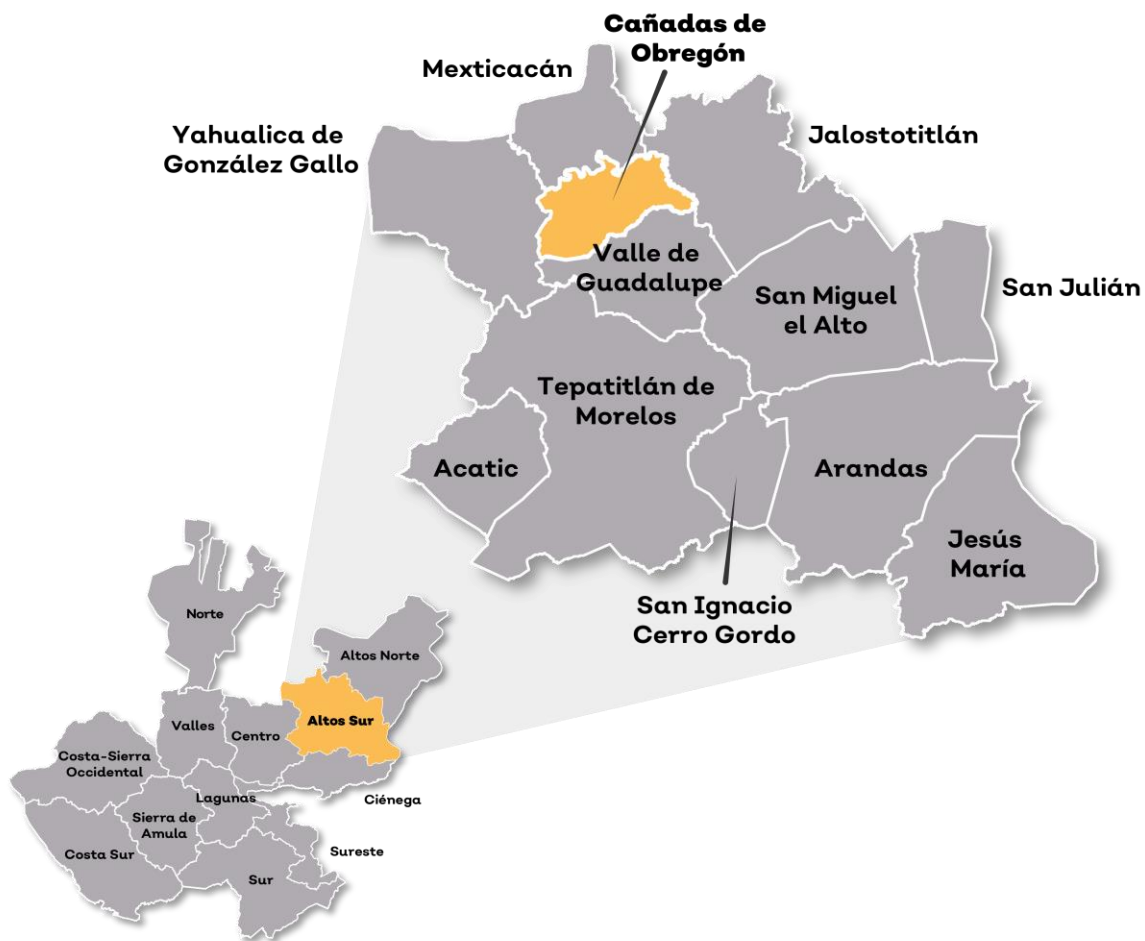 Cañadas de
Obregón
Mexticacán
Yahualica de
González Gallo
Jalostotitlán
Valle de
Guadalupe
San Miguel
el Alto
San Julián
Tepatitlán de
Morelos
Acatic
Arandas
Jesús
María
San Ignacio
Cerro Gordo
Norte
Altos Norte
Altos Sur
Valles
Centro
Costa-Sierra
Occidental
Lagunas
Ciénega
Sierra de
Amula
Costa Sur
Sureste
Sur